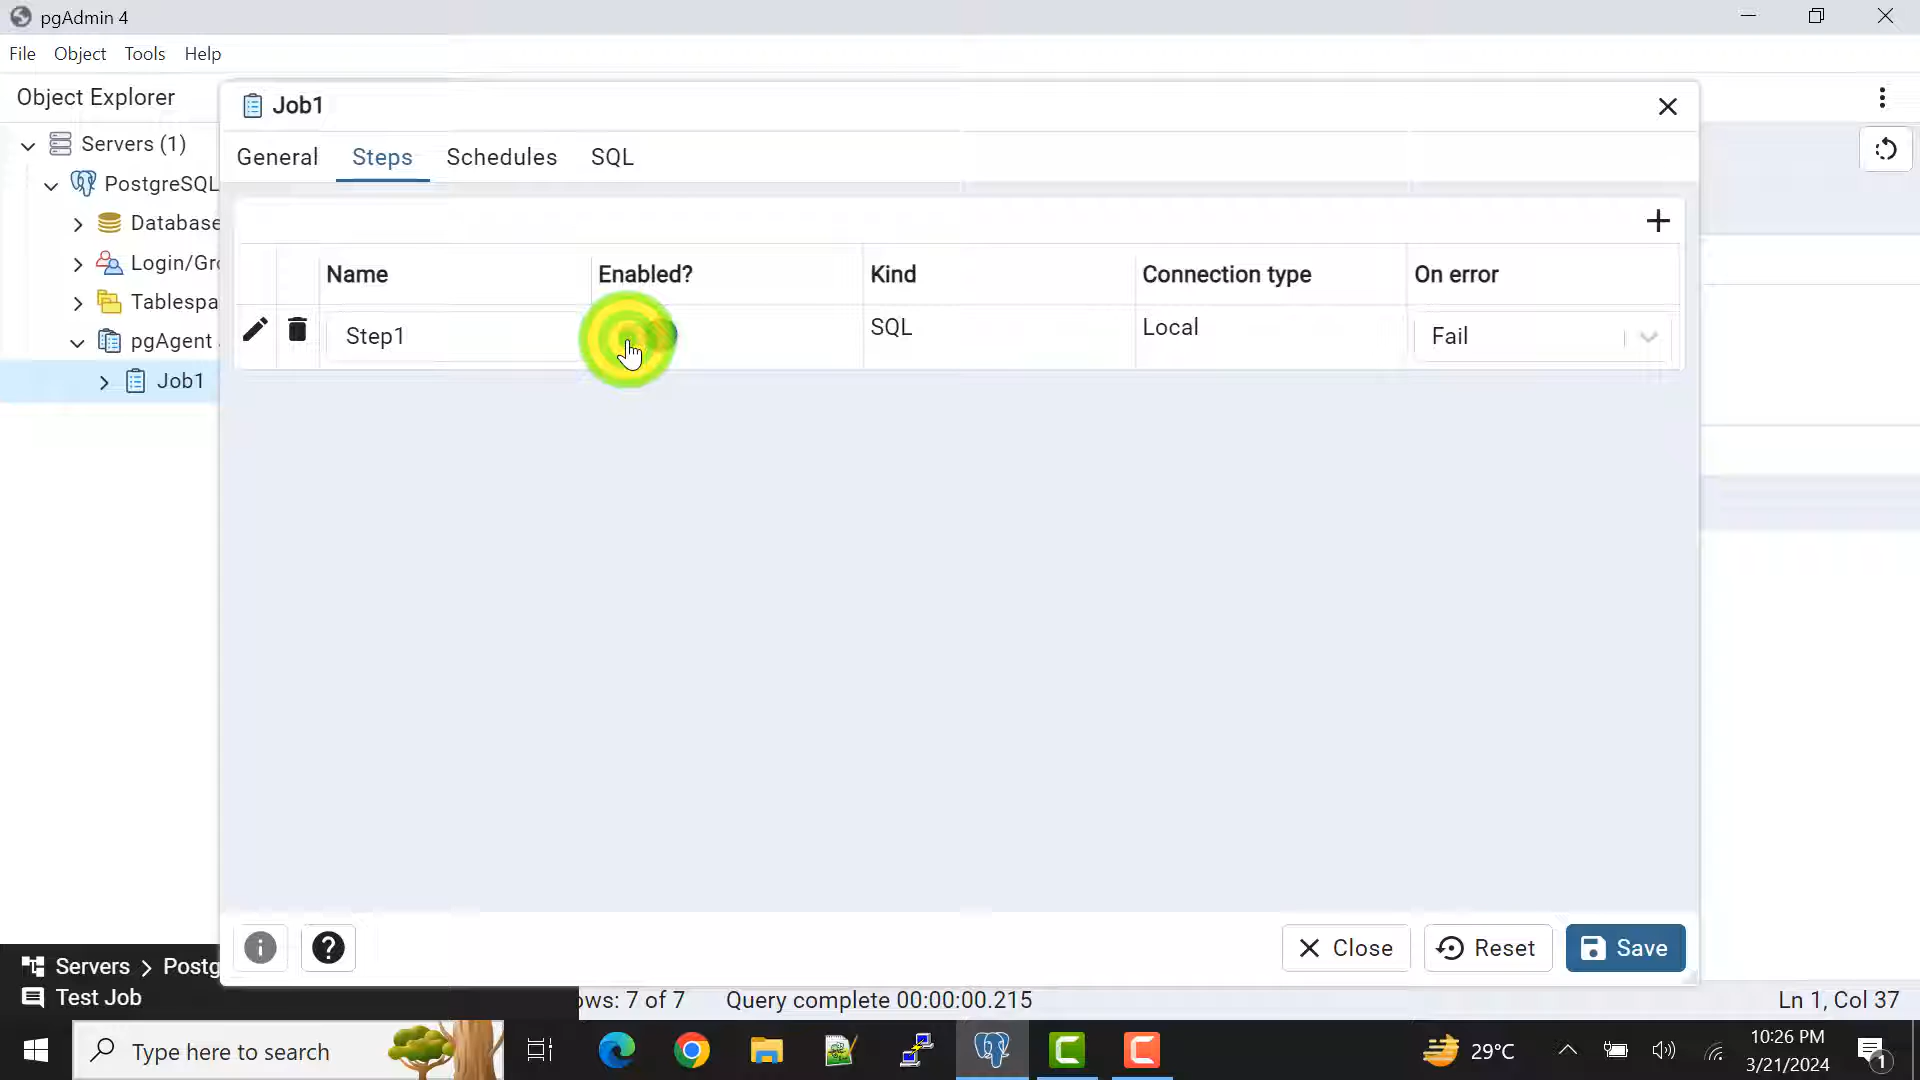 pgAdmin 4
File Object Tools Help
Object Explorer
Servers (1)
PostgreSQL
Database
Login/Gr
Tablespa
pgAgent
Job1
Job1
General Steps Schedules SQL
Name Enabled? Kind Connection type On error
Step1 SQL Local Fail
Close Reset Save
Servers > Postg
Test Job
ows: 7 of 7 Query complete 00:00:00.215 Ln 1, Col 37
Type here to search
29°C
10:26 PM
3/21/2024
1